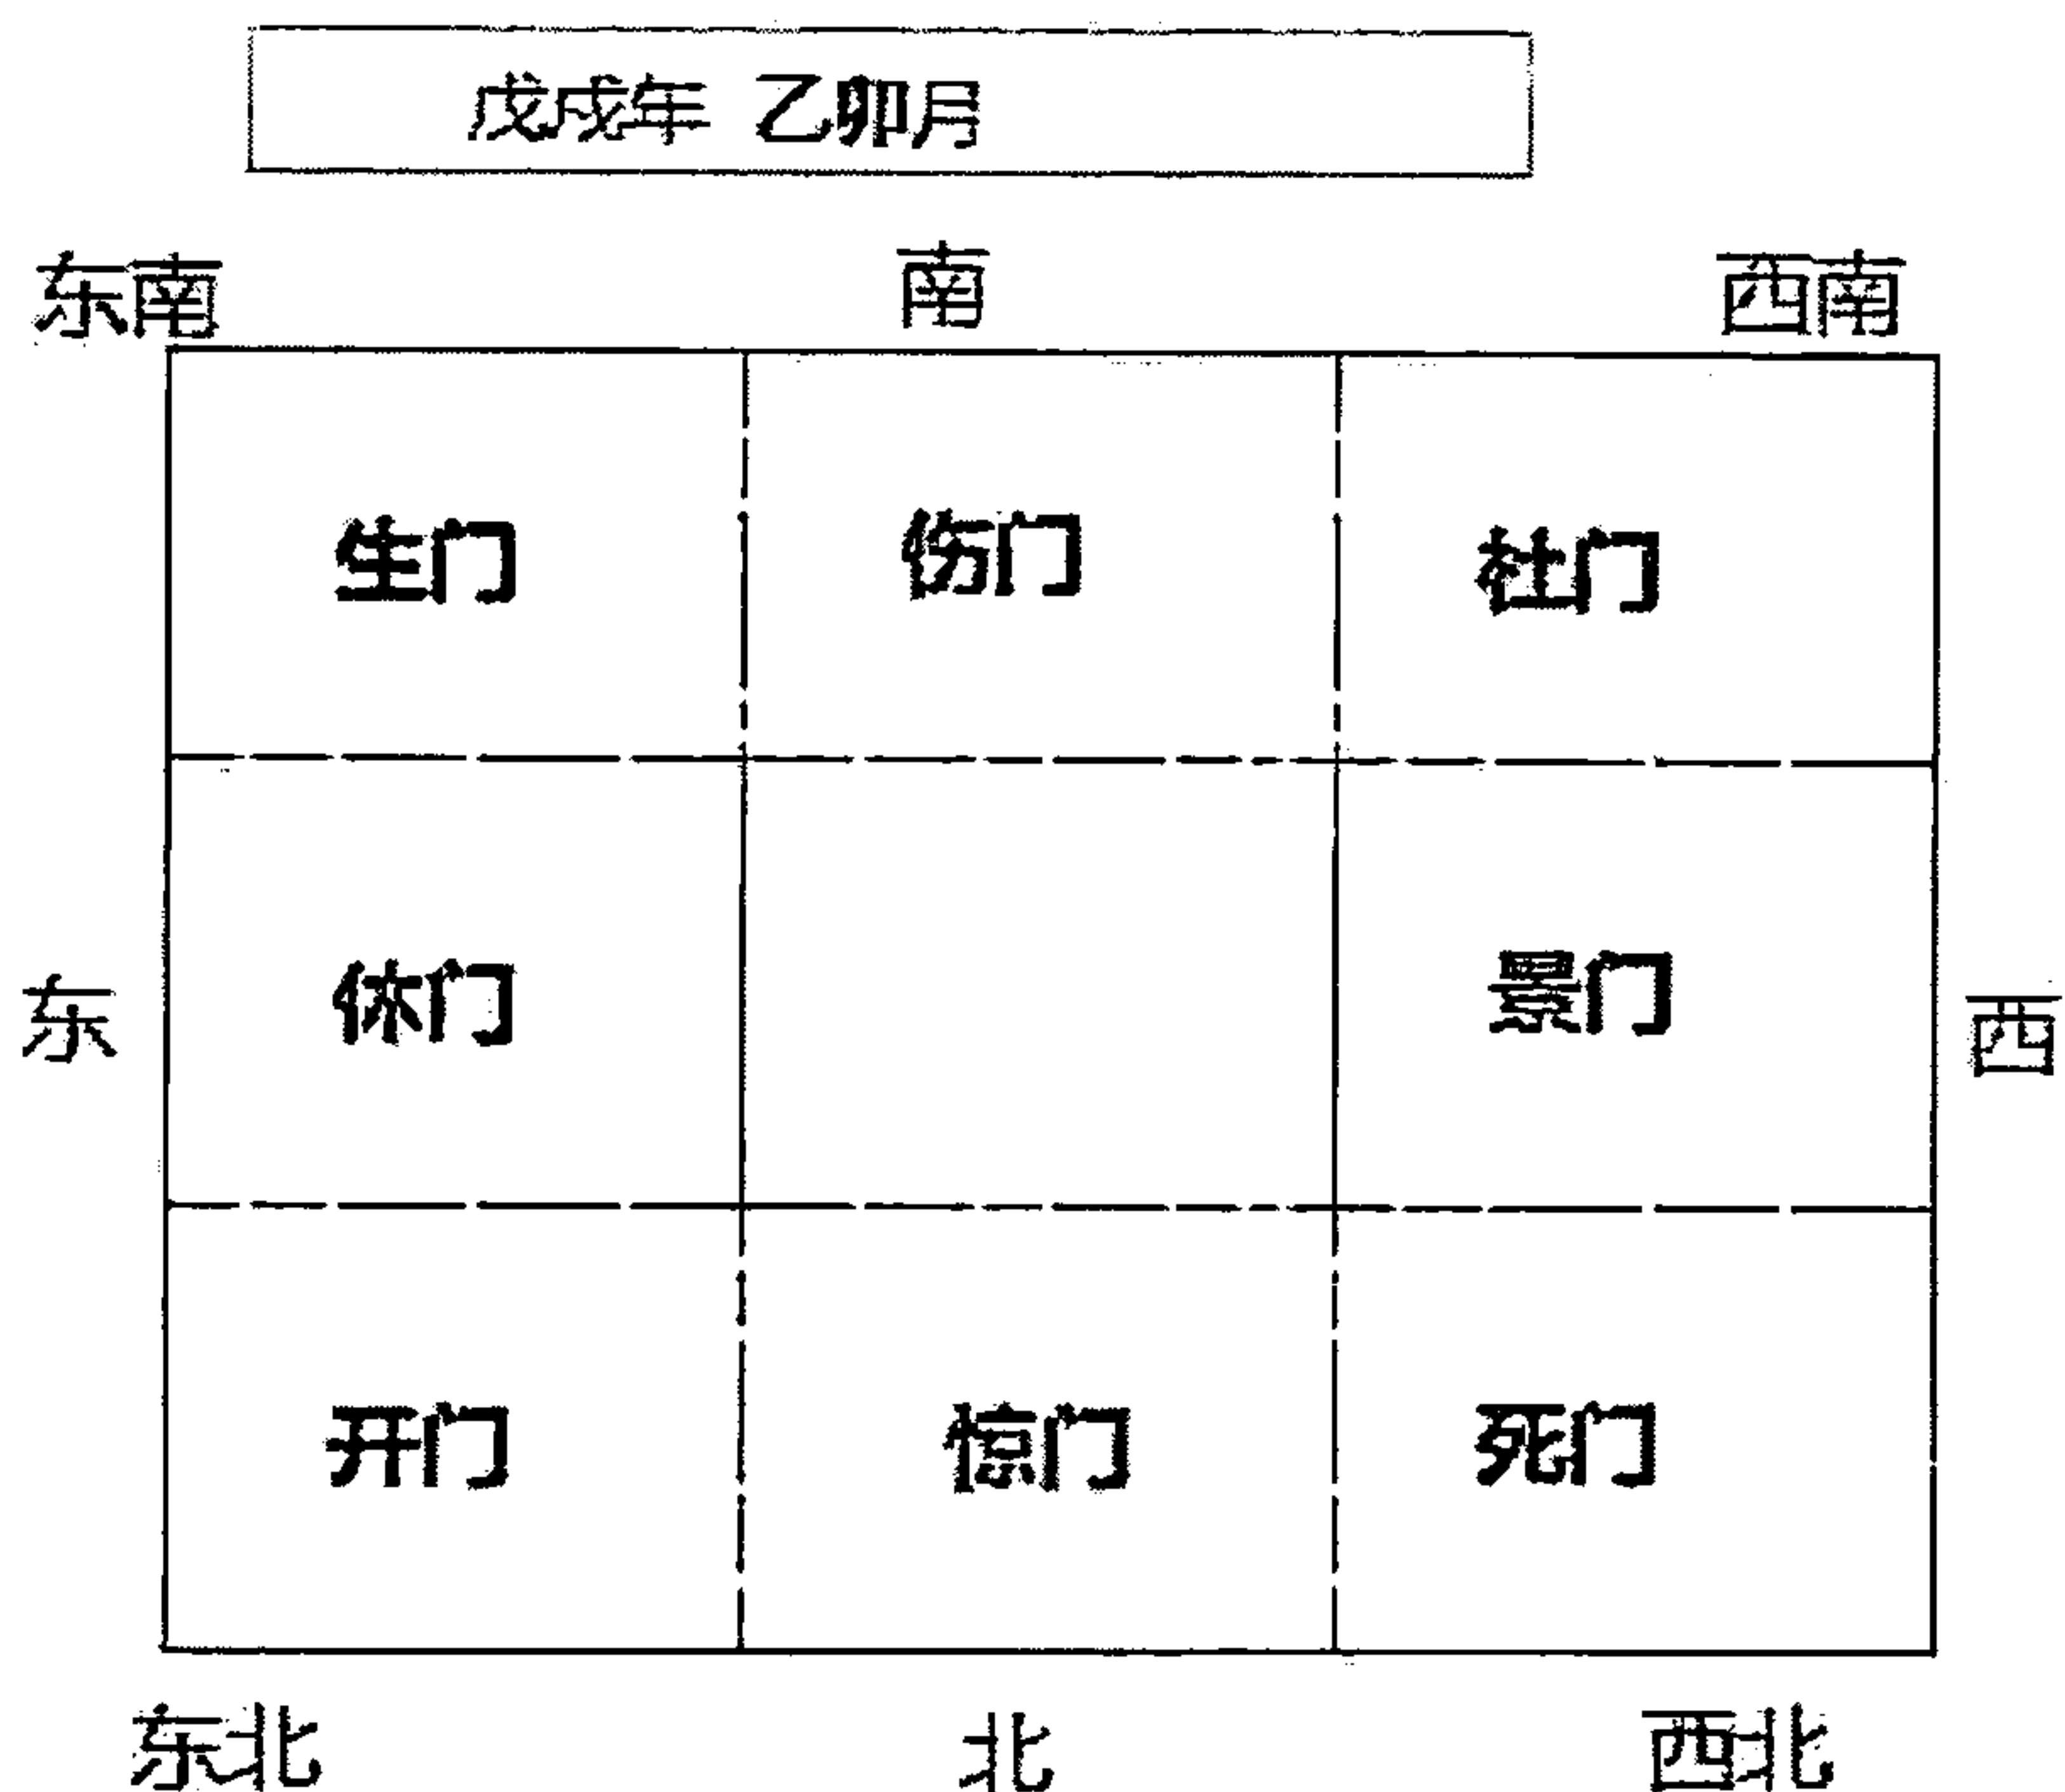 戊戌年 乙卯月
东南 南 西南
生门 伤门 杜门
东 休门 景门 西
开门 惊门 死门
东北 北 西北